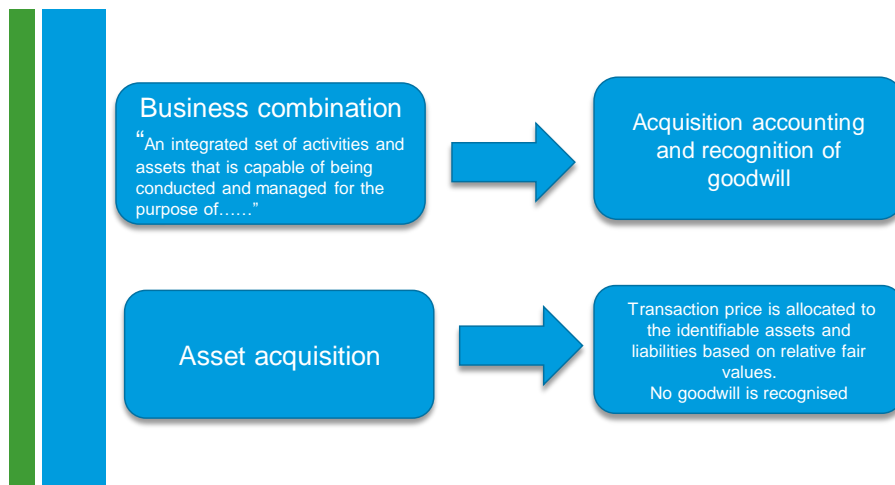 Business combination
“An integrated set of activities and
assets that is capable of being
conducted and managed for the
purpose of……”
Acquisition accounting
and recognition of
goodwill
Asset acquisition
Transaction price is allocated to
the identifiable assets and
liabilities based on relative fair
values.
No goodwill is recognised